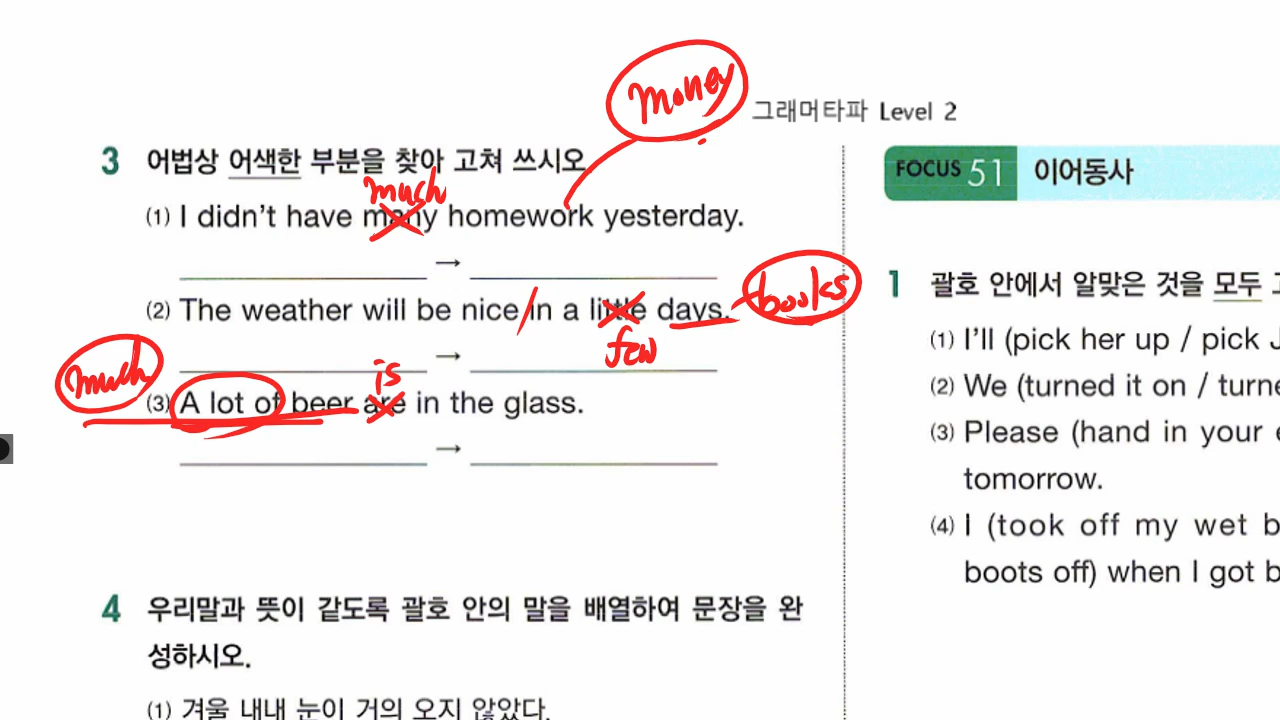 money
그래머타파 Level 2
3 어법상 어색한 부분을 찾아 고쳐 쓰시오
much
(1) I didn't have many homework yesterday.
→
(2) The weather will be nice in a little days.
books
few
→
much
is
(3) A lot of beer are in the glass.
→
4 우리말과 뜻이 같도록 괄호 안의 말을 배열하여 문장을 완
성하시오.
(1) 겨울 내내 눈이 거의 오지 않았다.
FOCUS 51 이어동사
1 괄호 안에서 알맞은 것을 모두
(1) I'll (pick her up / pick J
(2) We (turned it on / turne
(3) Please (hand in your e
tomorrow.
(4) I (took off my wet b
boots off) when I got b